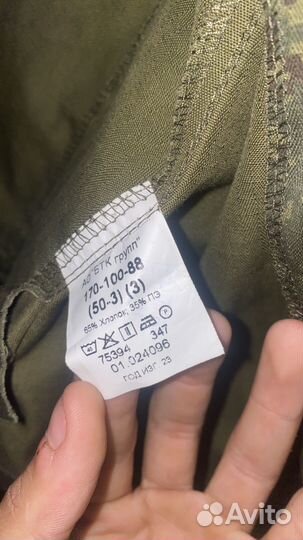 АО "БТК групп"
170-100-88
(50-3) (3)
65% Хлопок, 35% ПЭ
40 P
75394 347
01.024096
ГОД ИЗГ. 23
Avito